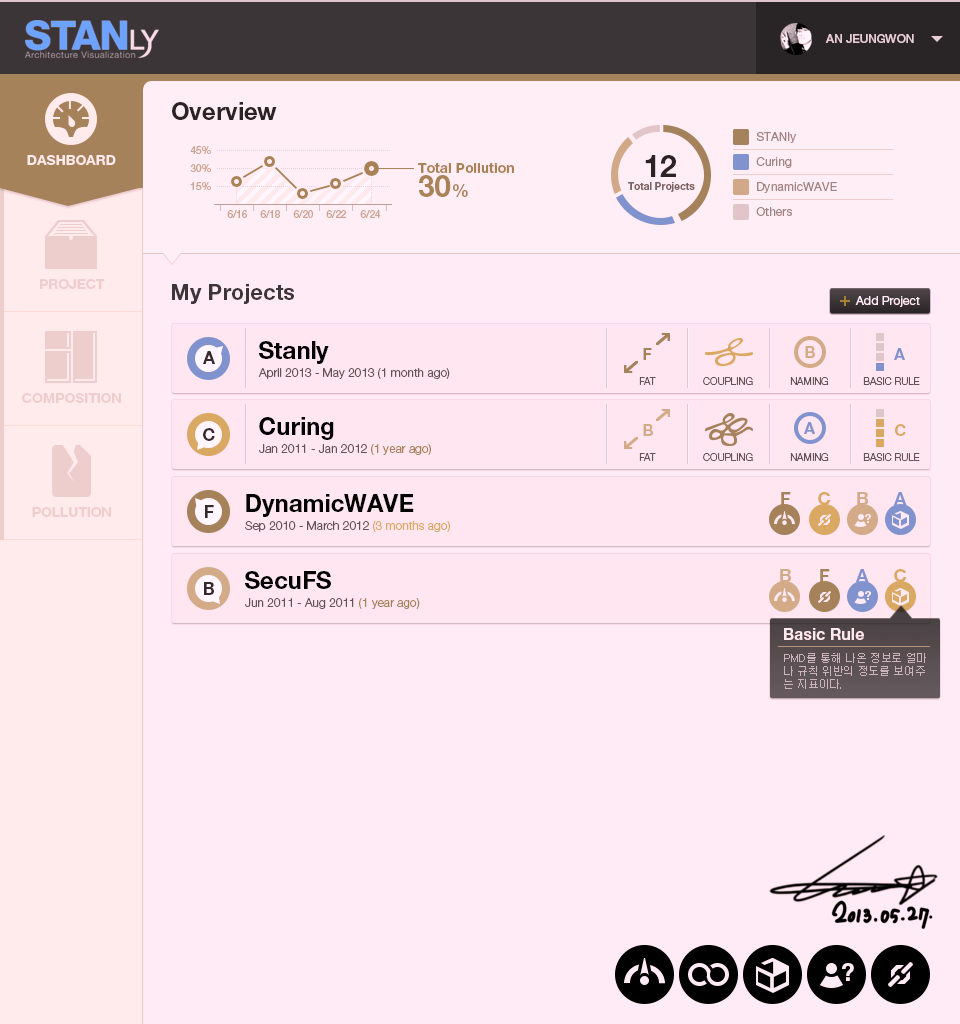 STANLY
Architecture Visualization
AN JEUNGWON
DASHBOARD
PROJECT
COMPOSITION
POLLUTION
Overview
45%
30%
15%
6/16 6/18 6/20 6/22 6/24
Total Pollution
30%
12
Total Projects
STANly
Curing
DynamicWAVE
Others
My Projects
+ Add Project
A
Stanly
April 2013 - May 2013 (1 month ago)
F
FAT
COUPLING
B
NAMING
A
BASIC RULE
C
Curing
Jan 2011 - Jan 2012 (1 year ago)
B
FAT
COUPLING
A
NAMING
C
BASIC RULE
F
DynamicWAVE
Sep 2010 - March 2012 (3 months ago)
F C B A
B
SecuFS
Jun 2011 - Aug 2011 (1 year ago)
B F A C
Basic Rule
PMD를 통해 나온 정보로 얼마
나 규칙 위반의 정도를 보여주
는 지표이다.
2013.05.27.